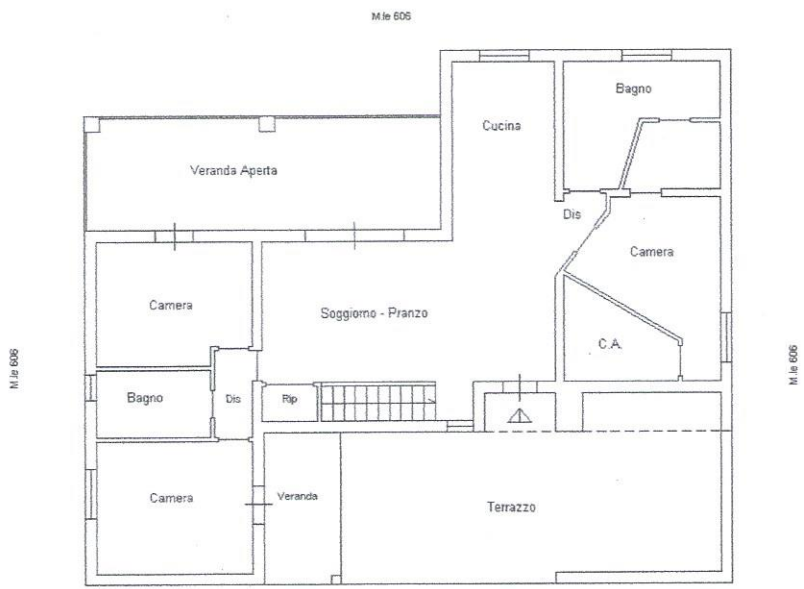 M.le 606
Bagno
Cucina
Veranda Aperta
Dis
Camera
Camera
Soggiorno - Pranzo
C.A.
M.le 606
M.le 606
Bagno
Dis
Rip
Camera
Veranda
Terrazzo